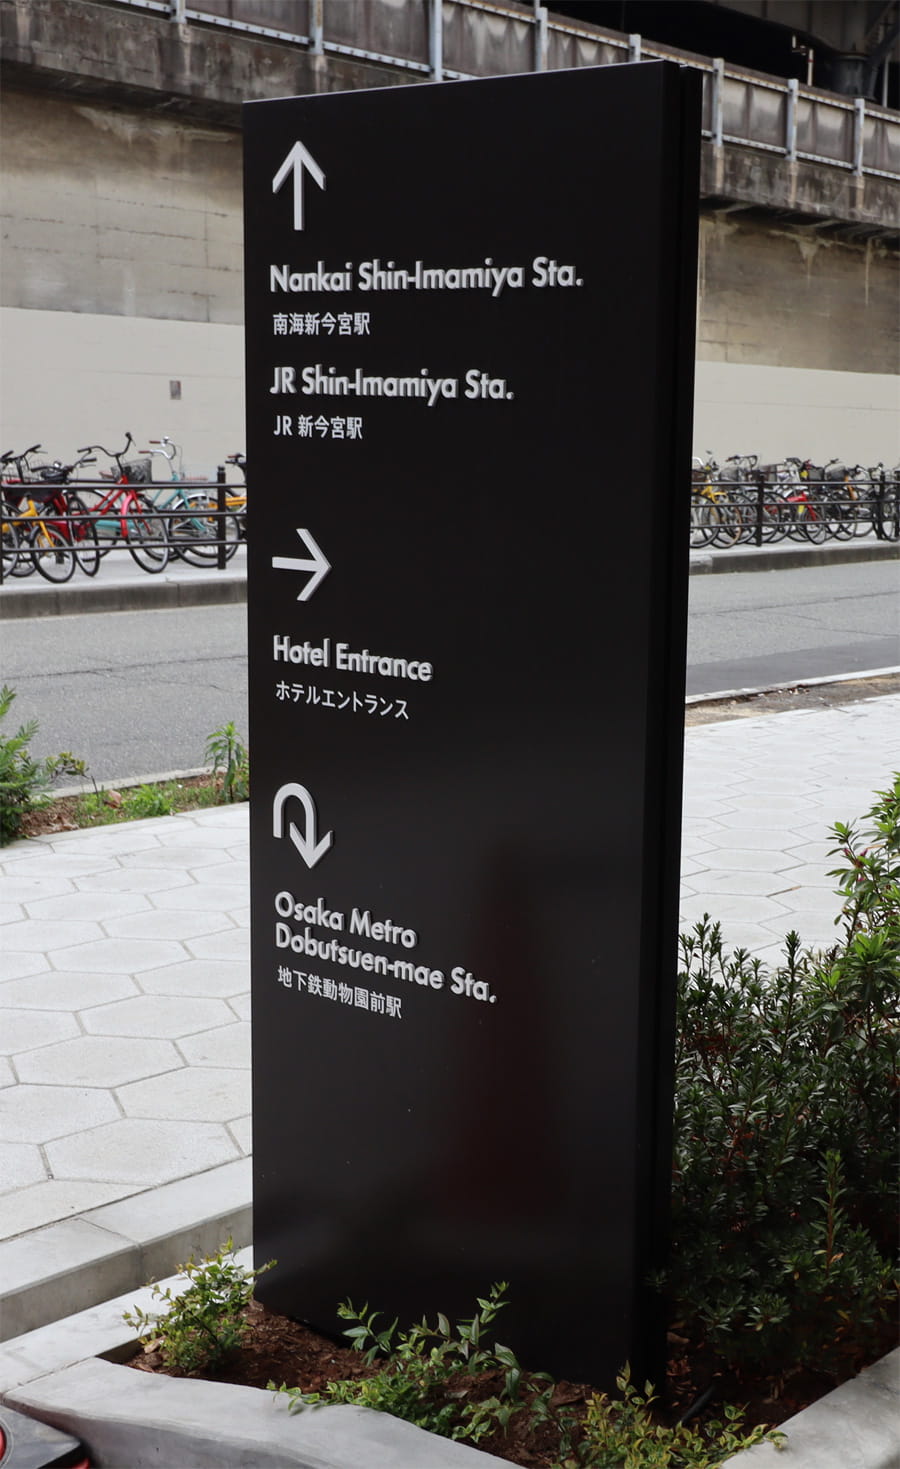 Nankai Shin-Imamiya Sta.
南海新今宮駅
JR Shin-Imamiya Sta.
JR 新今宮駅
Hotel Entrance
ホテルエントランス
Osaka Metro
Dobutsuen-mae Sta.
地下鉄動物園前駅